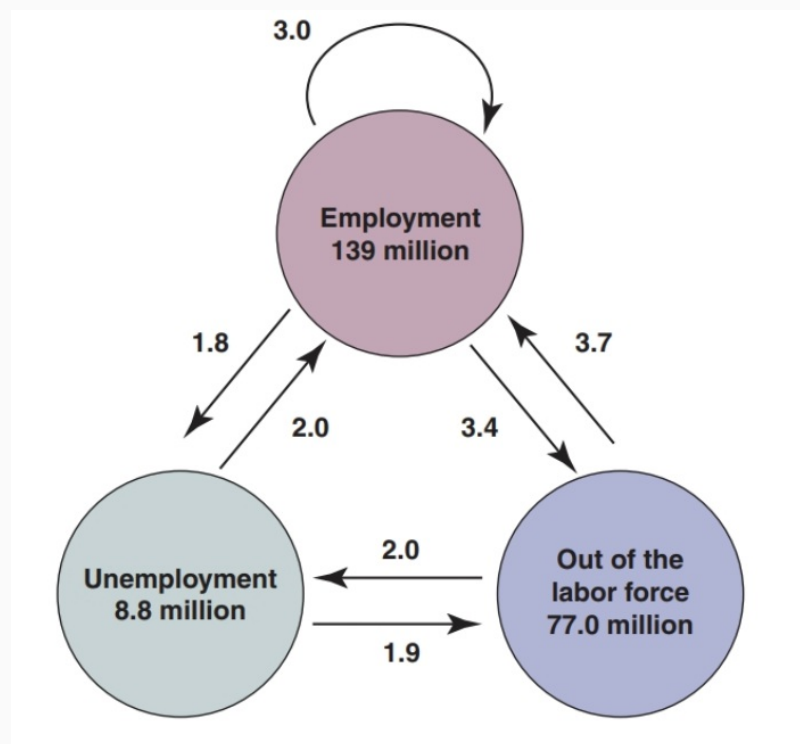 3.0
Employment
139 million
1.8
3.7
2.0
3.4
Unemployment
8.8 million
2.0
1.9
Out of the
labor force
77.0 million